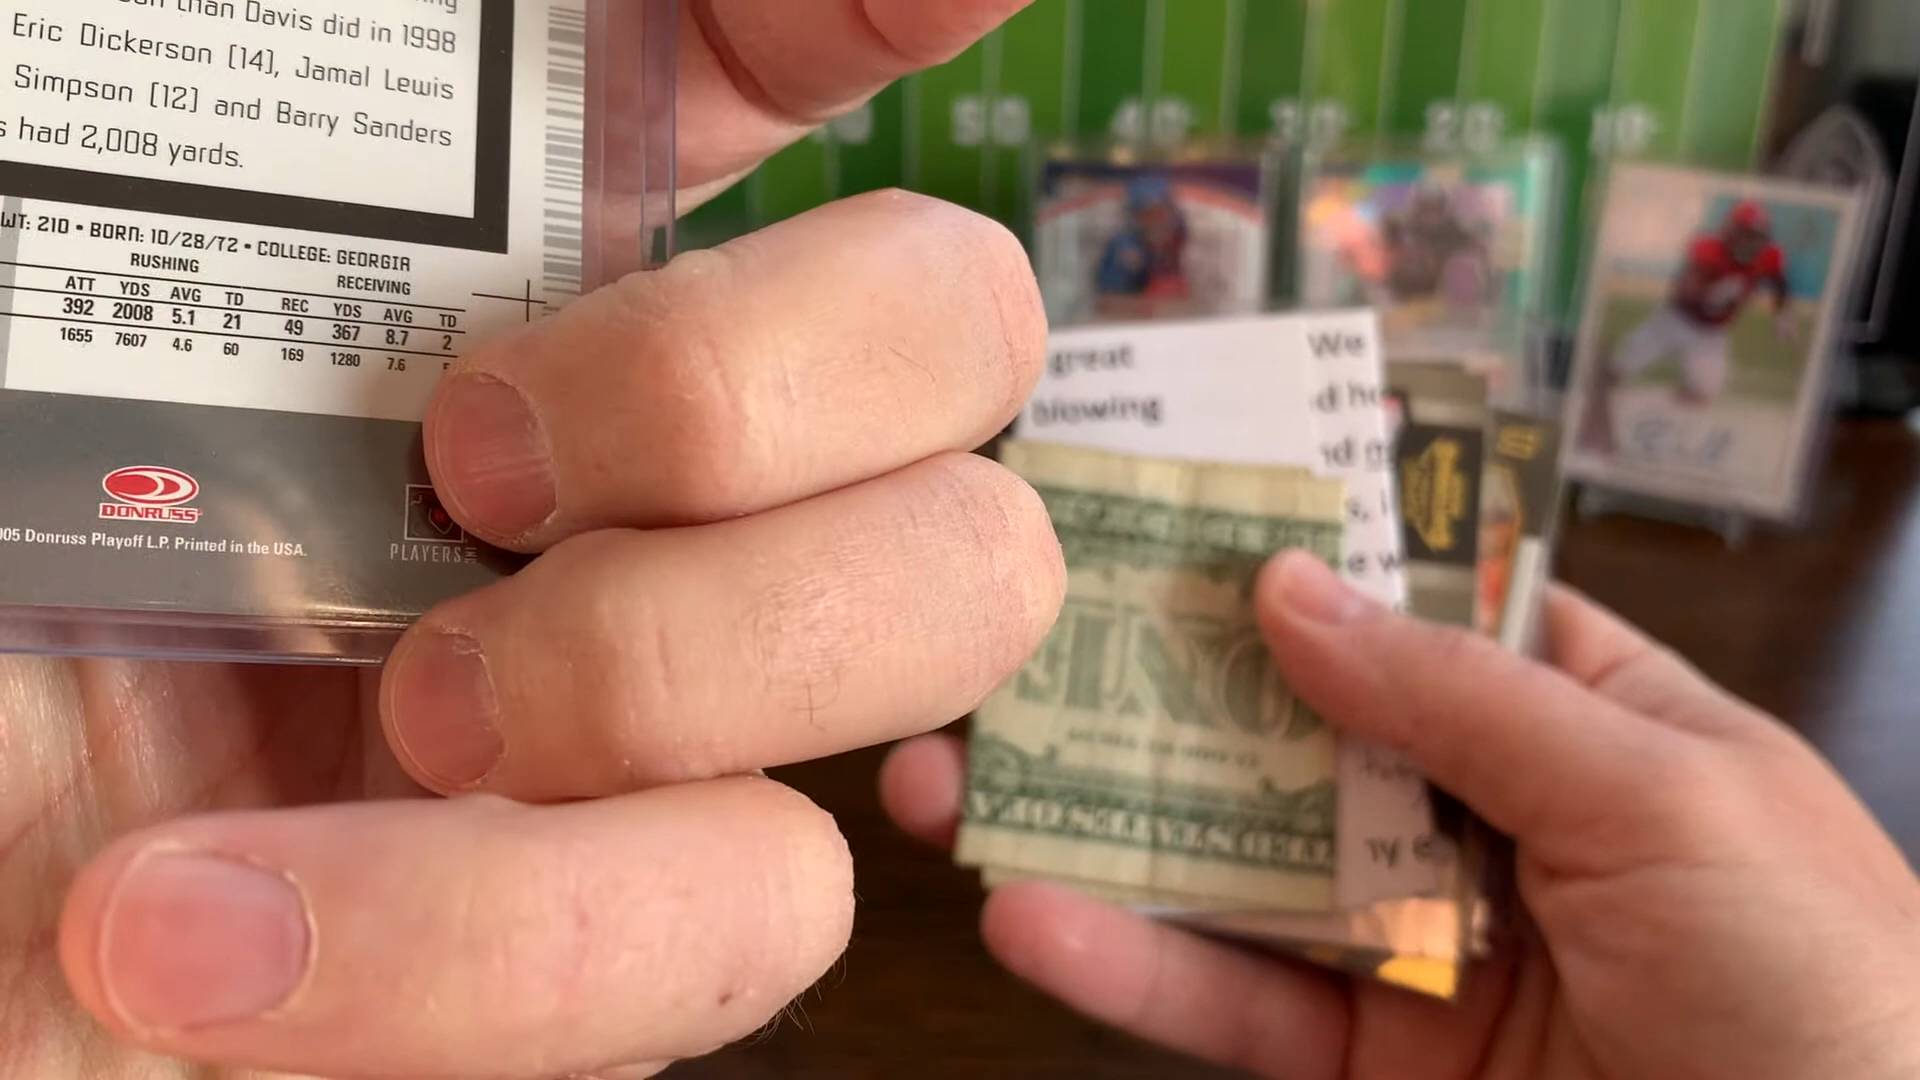 than Davis did in 1998
Eric Dickerson (14), Jamal Lewis
Simpson (12) and Barry Sanders
s had 2,008 yards.
WT: 210 • BORN: 10/28/72 • COLLEGE: GEORGIA
RUSHING RECEIVING
ATT YDS AVG TD REC YDS AVG TD
392 2008 5.1 21 49 367 8.7 2
1655 7607 4.6 60 169 1280 7.6
DONRUSS
05 Donruss Playoff L.P. Printed in the USA.
PLAYERS INC
50 40 30 20 10
great
blowing
We
ONE